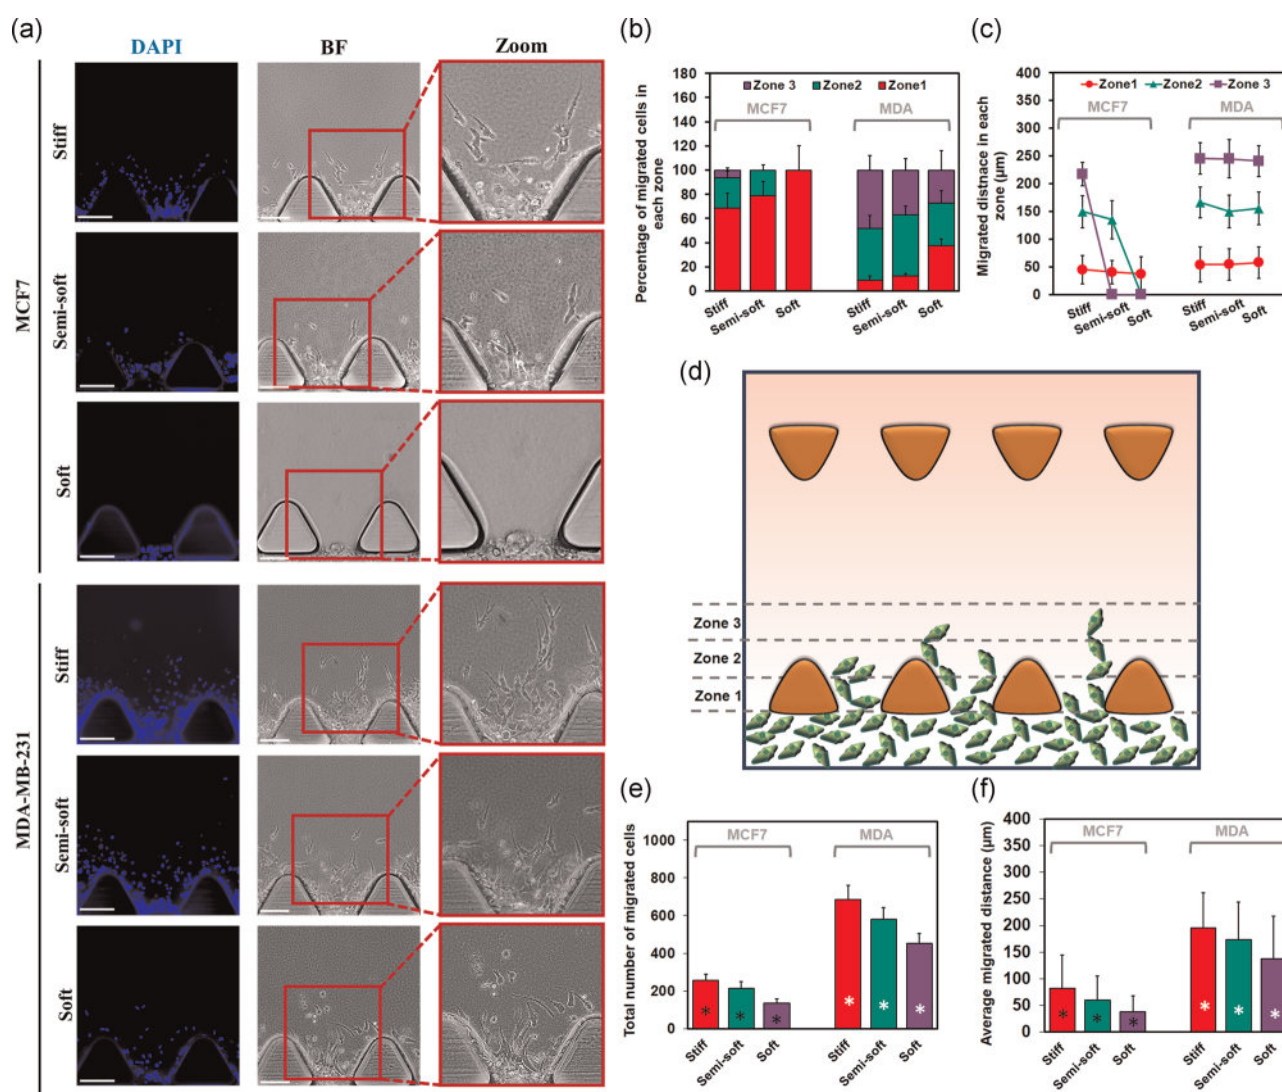 (a)
DAPI
BF
Zoom
MCF7
Stiff
Semi-soft
Soft
MDA-MB-231
Stiff
Semi-soft
Soft
(b)
Percentage of migrated cells in
each zone
180
160
140
120
100
80
60
40
20
0
Zone 3
Zone2
Zone1
MCF7
MDA
Stiff
Semi-soft
Soft
Stiff
Semi-soft
Soft
(c)
Migrated distnace in each
zone (µm)
400
350
300
250
200
150
100
50
0
Zone1
Zone2
Zone 3
MCF7
MDA
Stiff
Semi-soft
Soft
Stiff
Semi-soft
Soft
(d)
Zone 3
Zone 2
Zone 1
(e)
Total number of migrated cells
1000
800
600
400
200
0
MCF7
MDA
*
*
*
*
*
*
Stiff
Semi-soft
Soft
Stiff
Semi-soft
Soft
(f)
Average migrated distance (µm)
400
350
300
250
200
150
100
50
0
MCF7
MDA
*
*
*
*
*
*
Stiff
Semi-soft
Soft
Stiff
Semi-soft
Soft